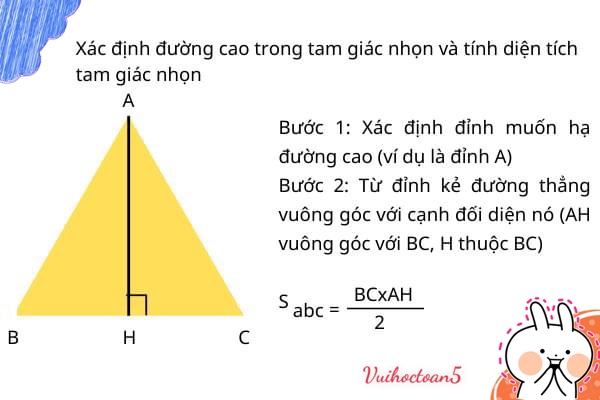 Xác định đường cao trong tam giác nhọn và tính diện tích
tam giác nhọn
A
Bước 1: Xác định đỉnh muốn hạ
đường cao (ví dụ là đỉnh A)
Bước 2: Từ đỉnh kẻ đường thẳng
vuông góc với cạnh đối diện nó (AH
vuông góc với BC, H thuộc BC)
S abc = BCxAH
2
B H C
Vuihoctoan5